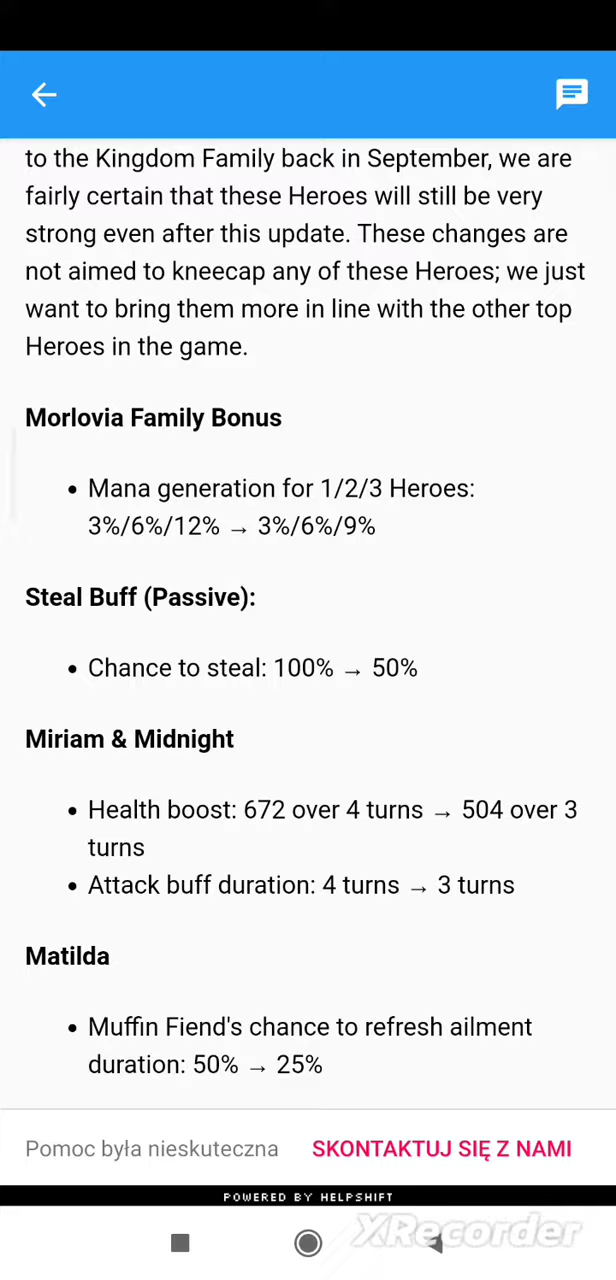 to the Kingdom Family back in September, we are
fairly certain that these Heroes will still be very
strong even after this update. These changes are
not aimed to kneecap any of these Heroes; we just
want to bring them more in line with the other top
Heroes in the game.
Morlovia Family Bonus
• Mana generation for 1/2/3 Heroes:
3%/6%/12% → 3%/6%/9%
Steal Buff (Passive):
• Chance to steal: 100% → 50%
Miriam & Midnight
• Health boost: 672 over 4 turns → 504 over 3
turns
• Attack buff duration: 4 turns → 3 turns
Matilda
• Muffin Fiend's chance to refresh ailment
duration: 50% → 25%
Pomoc była nieskuteczna SKONTAKTUJ SIĘ Z NAMI
POWERED BY HELPSHIFT
XRecorder